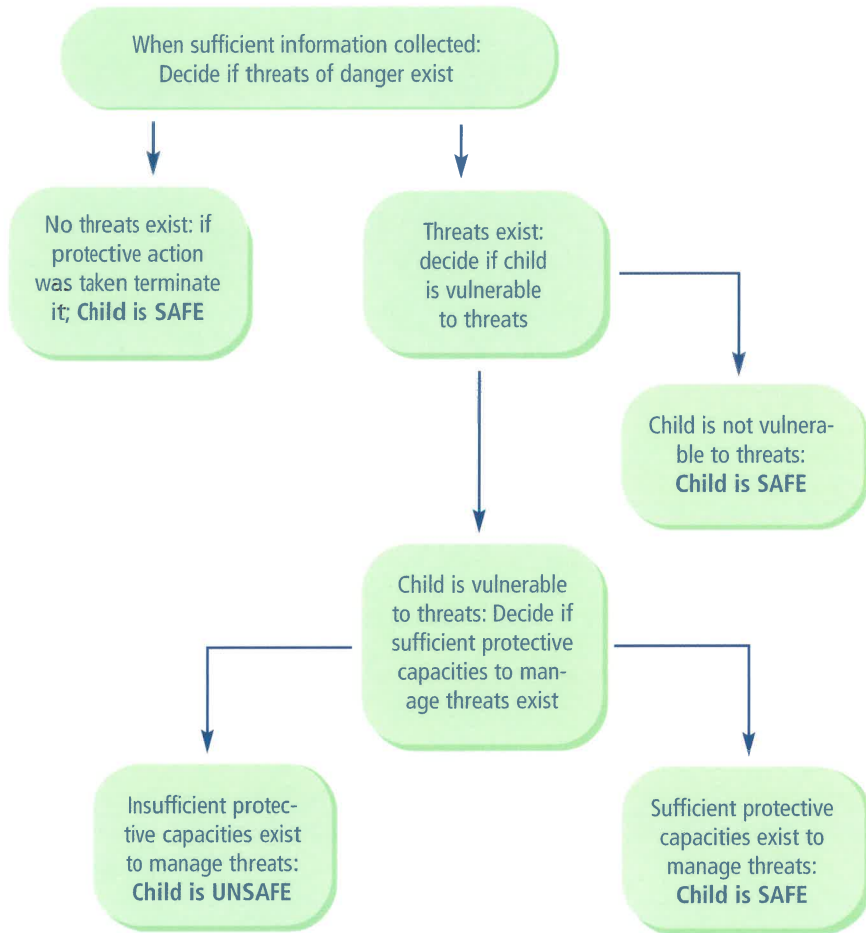 When sufficient information collected:
Decide if threats of danger exist
No threats exist: if
protective action
was taken terminate
it; Child is SAFE
Threats exist:
decide if child
is vulnerable
to threats
Child is not vulnera-
ble to threats:
Child is SAFE
Child is vulnerable
to threats: Decide if
sufficient protective
capacities to man-
age threats exist
Insufficient protec-
tive capacities exist
to manage threats:
Child is UNSAFE
Sufficient protective
capacities exist to
manage threats:
Child is SAFE